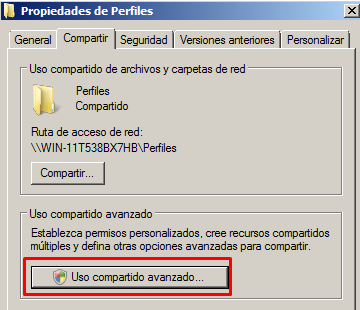 Propiedades de Perfiles
General
Compartir
Seguridad
Versiones anteriores
Personalizar
Uso compartido de archivos y carpetas de red
Perfiles
Compartido
Ruta de acceso de red:
\\WIN-11T538BX7HB\Perfiles
Compartir...
Uso compartido avanzado
Establezca permisos personalizados, cree recursos compartidos
múltiples y defina otras opciones avanzadas para compartir.
Uso compartido avanzado...